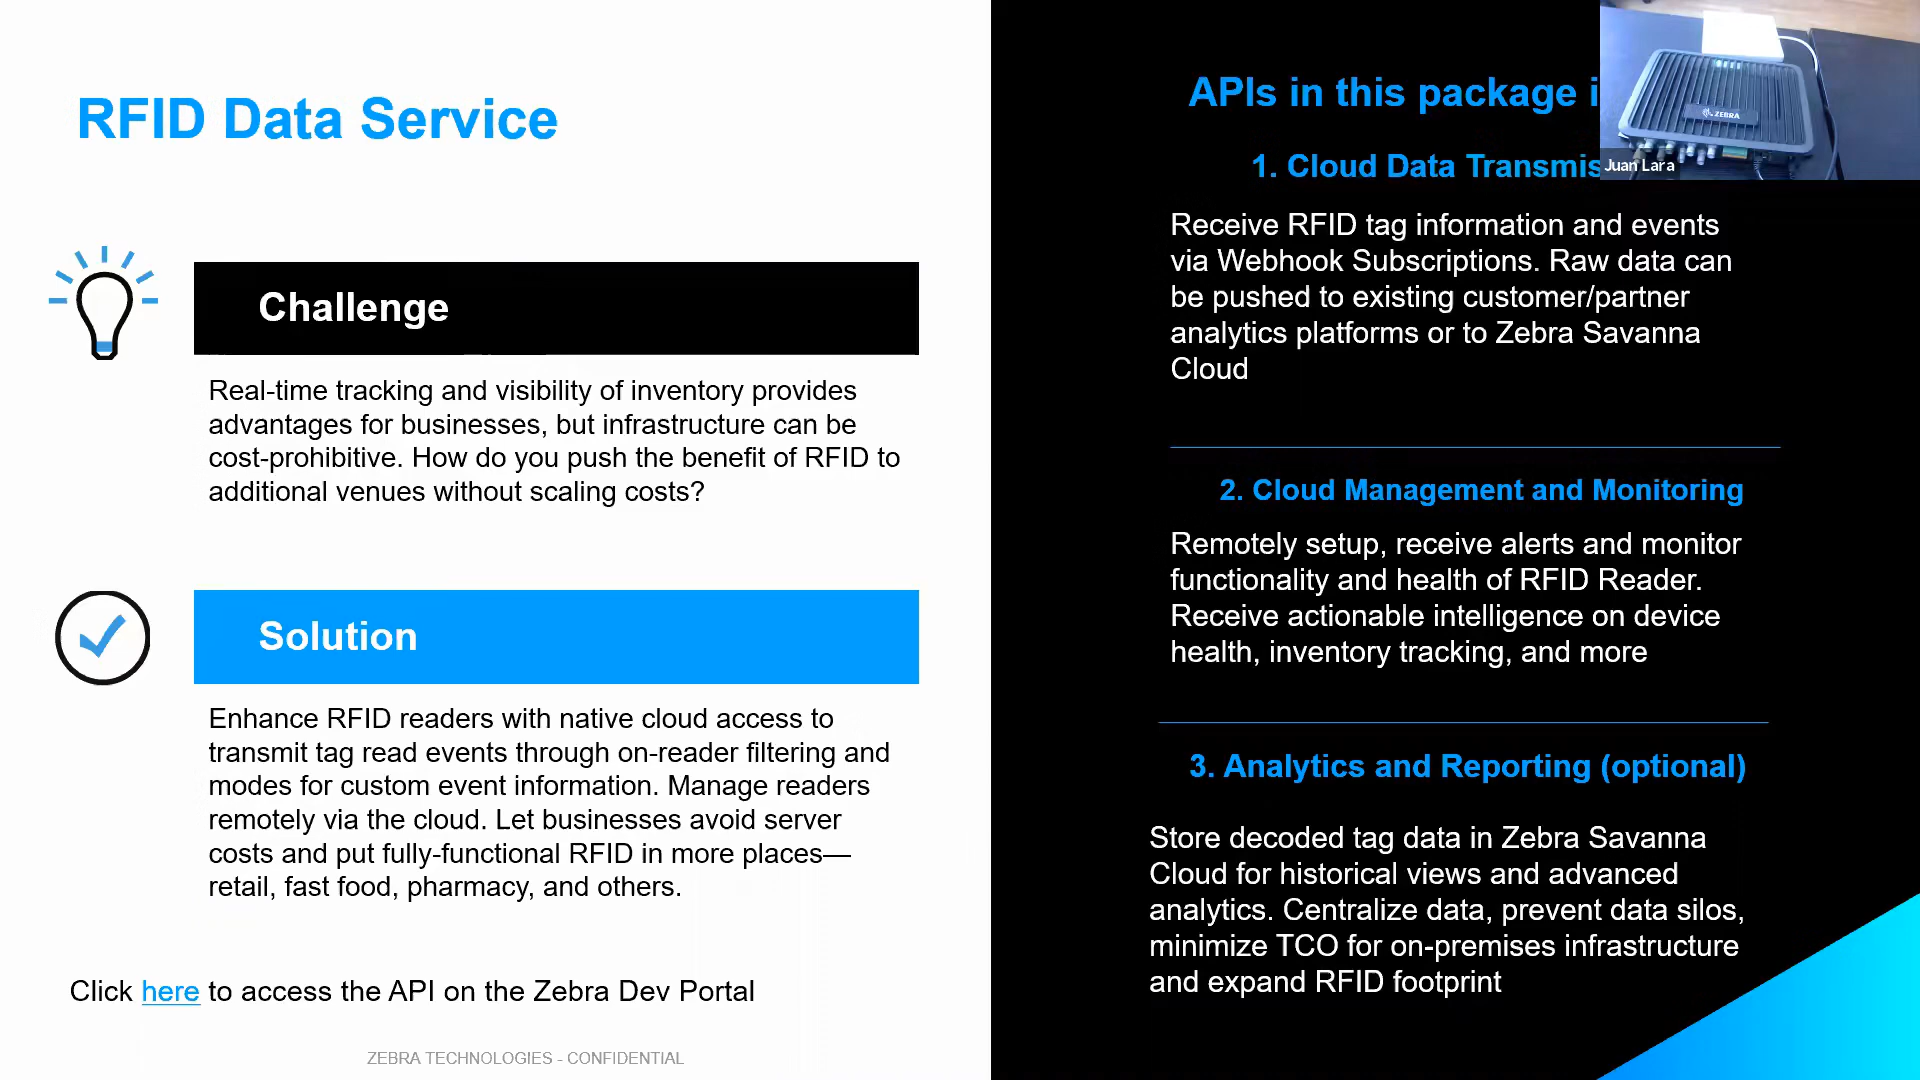 RFID Data Service
Challenge
Real-time tracking and visibility of inventory provides
advantages for businesses, but infrastructure can be
cost-prohibitive. How do you push the benefit of RFID to
additional venues without scaling costs?
Solution
Enhance RFID readers with native cloud access to
transmit tag read events through on-reader filtering and
modes for custom event information. Manage readers
remotely via the cloud. Let businesses avoid server
costs and put fully-functional RFID in more places—
retail, fast food, pharmacy, and others.
Click here to access the API on the Zebra Dev Portal
ZEBRA TECHNOLOGIES - CONFIDENTIAL
APIs in this package
1. Cloud Data
Receive RFID tag information and events
via Webhook Subscriptions. Raw data can
be pushed to existing customer/partner
analytics platforms or to Zebra Savanna
Cloud
2. Cloud Management and Monitoring
Remotely setup, receive alerts and monitor
functionality and health of RFID Reader.
Receive actionable intelligence on device
health, inventory tracking, and more
3. Analytics and Reporting (optional)
Store decoded tag data in Zebra Savanna
Cloud for historical views and advanced
analytics. Centralize data, prevent data silos,
minimize TCO for on-premises infrastructure
and expand RFID footprint
ZEBRA
Juan Lara